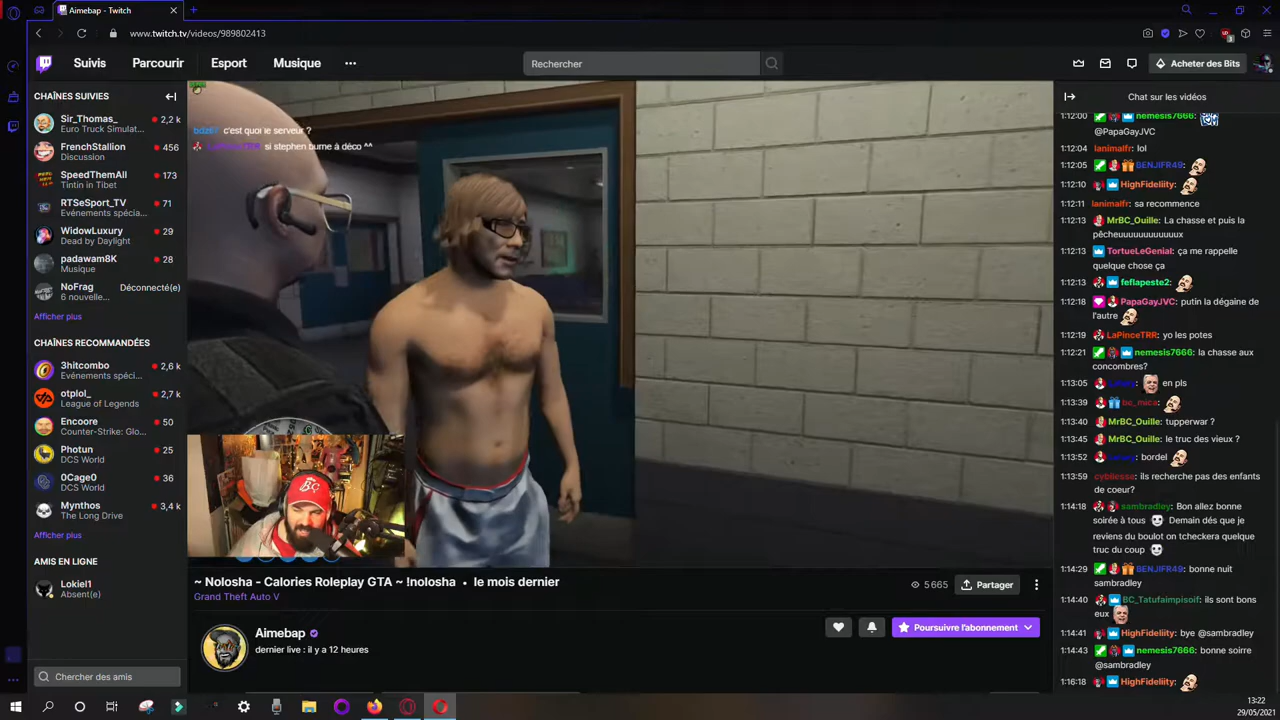 Aimebap - Twitch
www.twitch.tv/videos/989802413
Suivis
Parcourir
Esport
Musique
Rechercher
Acheter des Bits
CHAÎNES SUIVIES
Sir_Thomas_
2,2 k
Euro Truck Simulat...
FrenchStallion
456
Discussion
SpeedThemAll
173
Tintin in Tibet
RTSeSport_TV
71
Evénements spécia...
WidowLuxury
29
Dead by Daylight
padawam8K
28
Musique
NoFrag
Déconnecté(e)
6 nouvelle...
Afficher plus
CHAÎNES RECOMMANDÉES
3hitcombo
2,6 k
Evénements spéci...
otplol_
2,7 k
League of Legends
Encoore
50
Counter-Strike: Glo...
Photun
25
DCS World
0Cage0
36
DCS World
Mynthos
3,4 k
The Long Drive
Afficher plus
AMIS EN LIGNE
Lokiel1
Absent(e)
Chercher des amis
c'est quoi le serveur ?
LaPinceTRR si stephen burne à déco ^^
~ Nolosha - Calories Roleplay GTA ~ !nolosha • le mois dernier
Grand Theft Auto V
5 665
Partager
Aimebap
dernier live : il y a 12 heures
Poursuivre l'abonnement
Chat sur les vidéos
1:12:00 nemesis7666:
@PapaGayJVC
1:12:04 lanimalfr: lol
1:12:05 BENJIFR49:
1:12:10 HighFideliity:
1:12:11 lanimalfr: sa recommence
1:12:13 MrBC_Ouille: La chasse et puis la
pêcheuuuuuuuuuuux
1:12:13 TortueLeGenial: ça me rappelle
quelque chose ça
1:12:13 feflapeste2:
1:12:18 PapaGayJVC: putin la dégaine de
l'autre
1:12:19 LaPinceTRR: yo les potes
1:12:21 nemesis7666: la chasse aux
concombres?
1:13:05 en pls
1:13:39 bc_mica:
1:13:40 MrBC_Ouille: tupperwar ?
1:13:45 MrBC_Ouille: le truc des vieux ?
1:13:52 bordel
1:13:59 cybilesse: ils recherche pas des enfants
de coeur?
1:14:18 sambradley: Bon allez bonne
soirée à tous Demain dés que je
reviens du boulot on tcheckera quelque
truc du coup
1:14:29 BENJIFR49: bonne nuit
sambradley
1:14:40 BC_Tatufaimpisoif: ils sont bons
eux
1:14:41 HighFideliity: bye @sambradley
1:14:43 nemesis7666: bonne soirre
@sambradley
1:16:18 HighFideliity:
13:22
29/05/2021